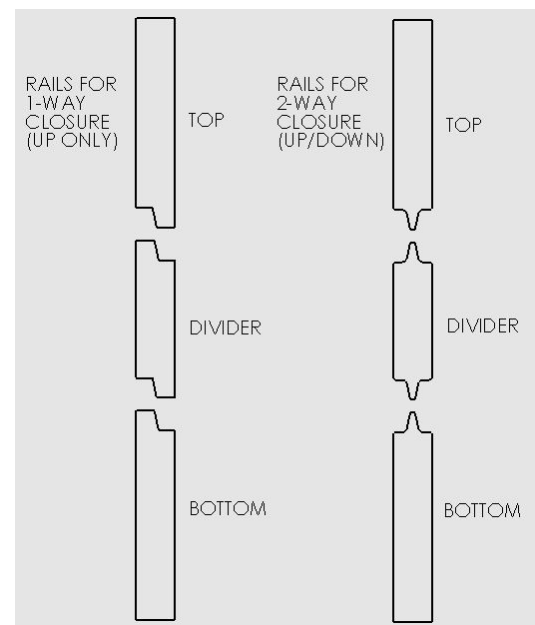 RAILS FOR
1-WAY
CLOSURE
(UP ONLY)
TOP
DIVIDER
BOTTOM
RAILS FOR
2-WAY
CLOSURE
(UP/DOWN)
TOP
DIVIDER
BOTTOM